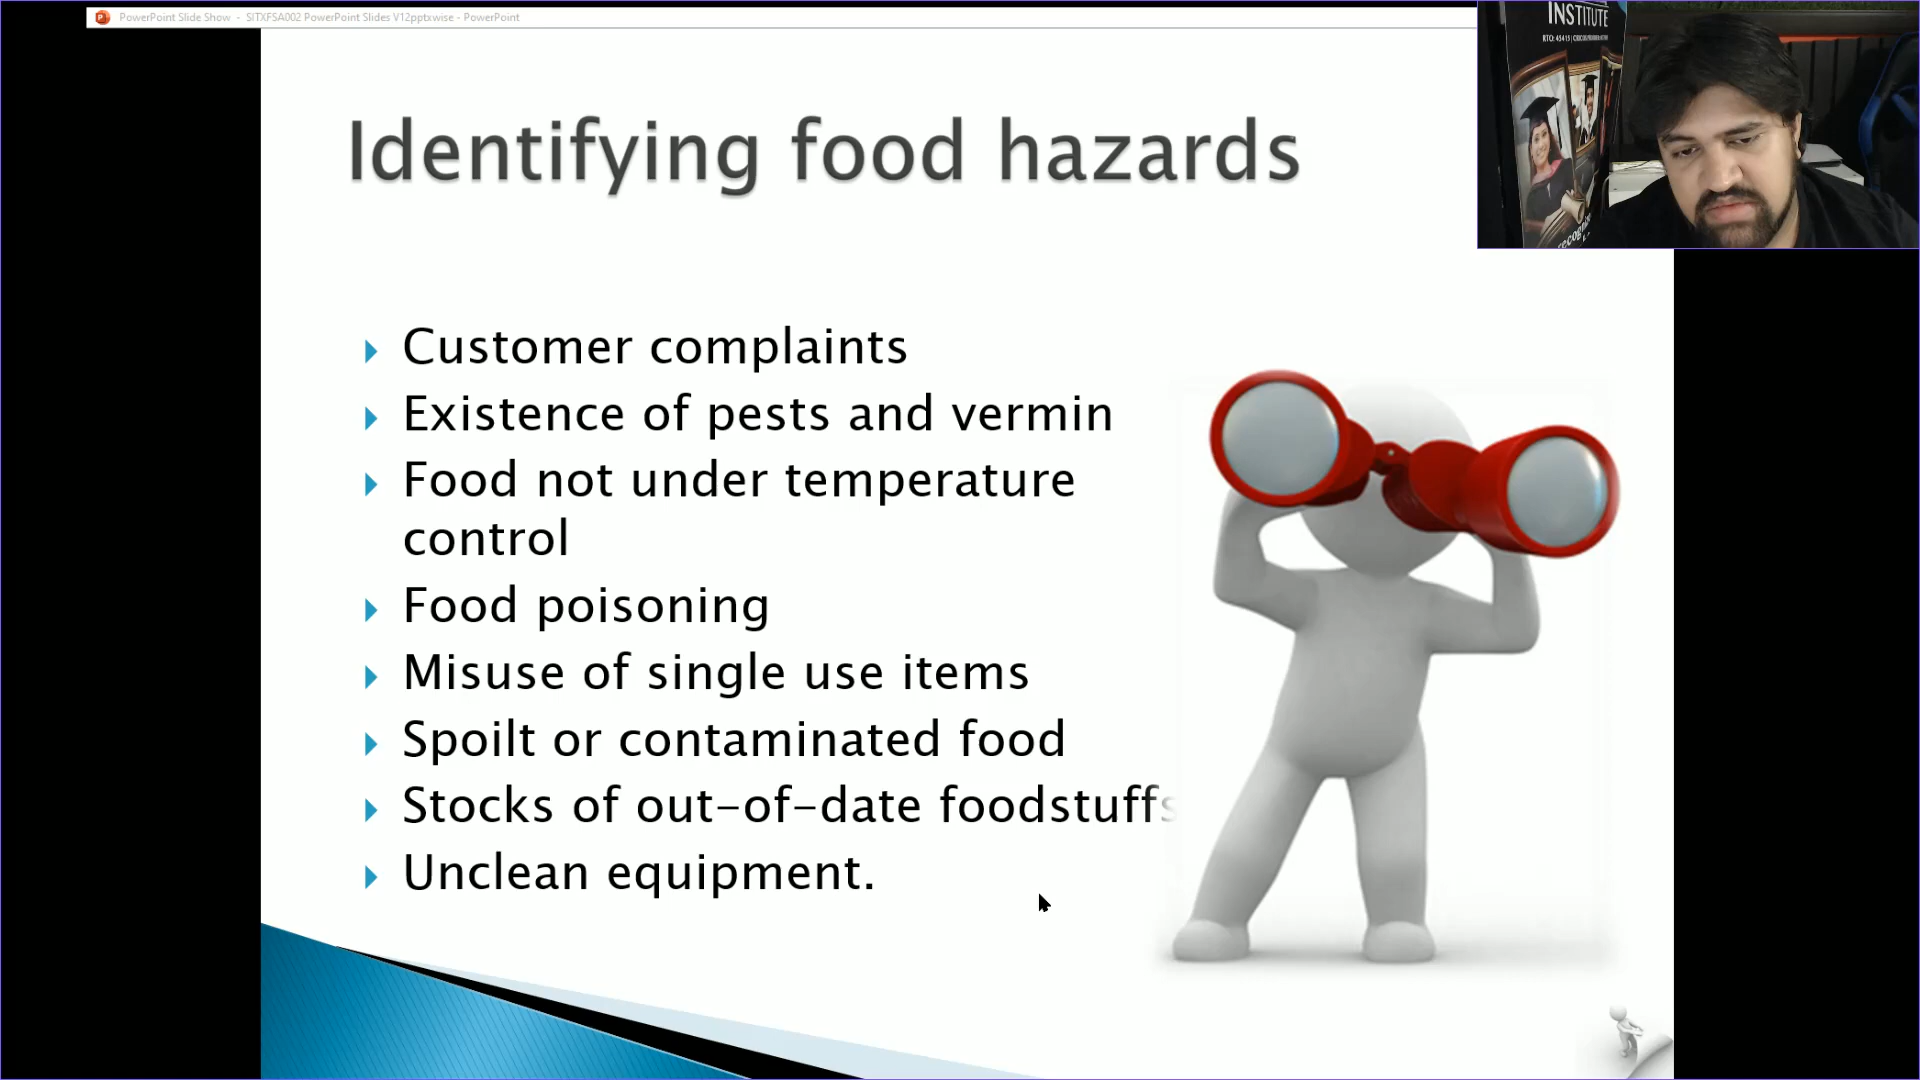 PowerPoint Slide Show - SITXFSA002 PowerPoint Slides V12pptxwise - PowerPoint
INSTITUTE
Identifying food hazards
Customer complaints
Existence of pests and vermin
Food not under temperature
control
Food poisoning
Misuse of single use items
Spoilt or contaminated food
Stocks of out-of-date foodstuffs
Unclean equipment.